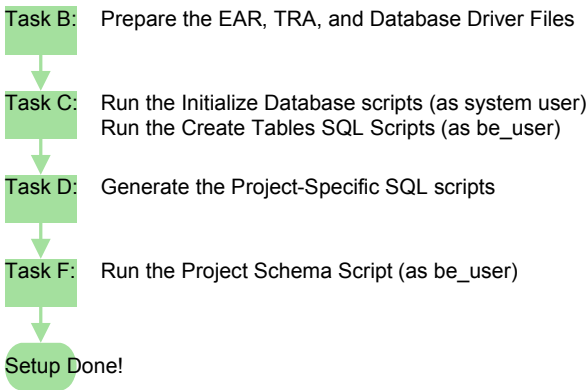 Task B: Prepare the EAR, TRA, and Database Driver Files
Task C: Run the Initialize Database scripts (as system user)
Run the Create Tables SQL Scripts (as be_user)
Task D: Generate the Project-Specific SQL scripts
Task F: Run the Project Schema Script (as be_user)
Setup Done!